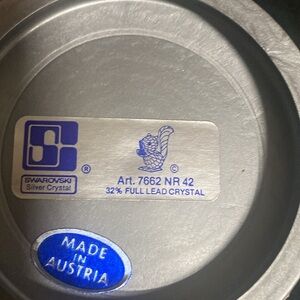 SWAROVSKI
Silver Crystal
®
©
Art. 7662 NR 42
32% FULL LEAD CRYSTAL
MADE
IN
AUSTRIA